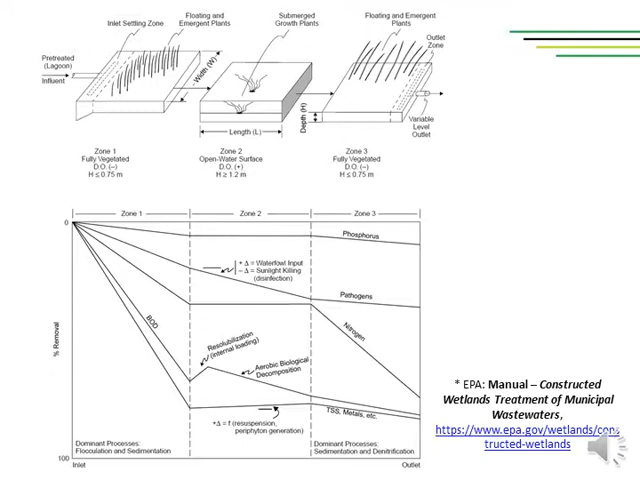 Inlet Settling Zone
Floating and
Emergent Plants
Submerged
Growth Plants
Floating and Emergent
Plants
Outlet
Zone
Pretreated
(Lagoon)
Influent
Width (W)
Length (L)
Depth (H)
Variable
Level
Outlet
Zone 1
Fully Vegetated
D.O. (–)
H ≤ 0.75 m
Zone 2
Open-Water Surface
D.O. (+)
H ≥ 1.2 m
Zone 3
Fully Vegetated
D.O. (–)
H ≤ 0.75 m
Zone 1
Zone 2
Zone 3
0
Phosphorus
+ Δ = Waterfowl Input
– Δ = Sunlight Killing
(disinfection)
Pathogens
BOD
Nitrogen
Resolubilization
(internal loading)
Aerobic Biological
Decomposition
% Removal
TSS, Metals, etc.
+Δ = f (resuspension,
periphyton generation)
Dominant Processes:
Flocculation and Sedimentation
Dominant Processes:
Sedimentation and Denitrification
100
Inlet
Outlet
* EPA: Manual – Constructed
Wetlands Treatment of Municipal
Wastewaters,
https://www.epa.gov/wetlands/con
tructed-wetlands